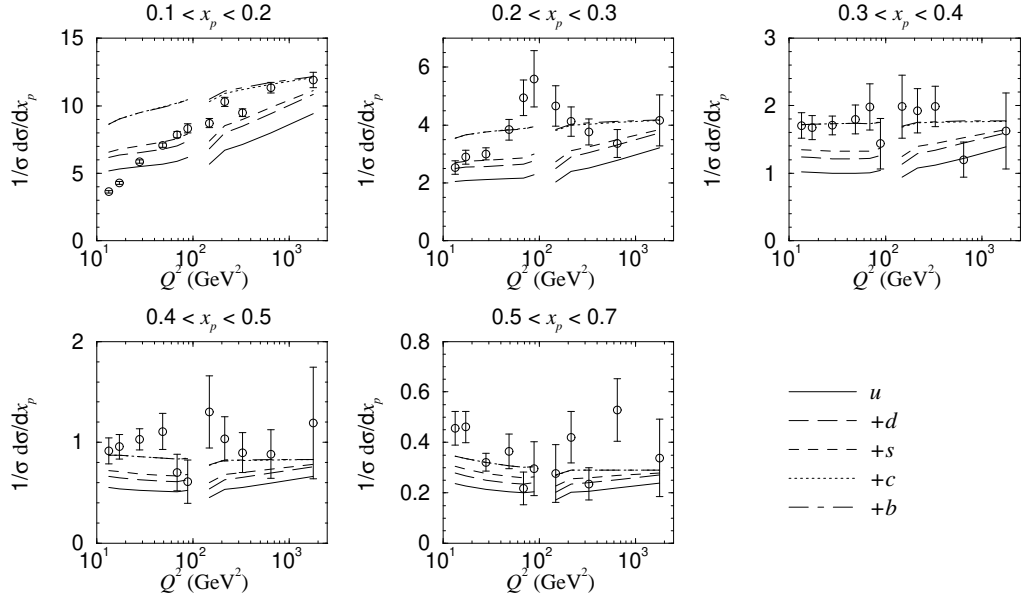 0.1 < x_p < 0.2
0.2 < x_p < 0.3
0.3 < x_p < 0.4
1/σ dσ/dx_p
15
10
5
0
10^1
10^2
10^3
Q^2 (GeV^2)
1/σ dσ/dx_p
6
4
2
0
10^1
10^2
10^3
Q^2 (GeV^2)
1/σ dσ/dx_p
3
2
1
0
10^1
10^2
10^3
Q^2 (GeV^2)
0.4 < x_p < 0.5
0.5 < x_p < 0.7
1/σ dσ/dx_p
2
1
0
10^1
10^2
10^3
Q^2 (GeV^2)
1/σ dσ/dx_p
0.8
0.6
0.4
0.2
0
10^1
10^2
10^3
Q^2 (GeV^2)
u
+d
+s
+c
+b